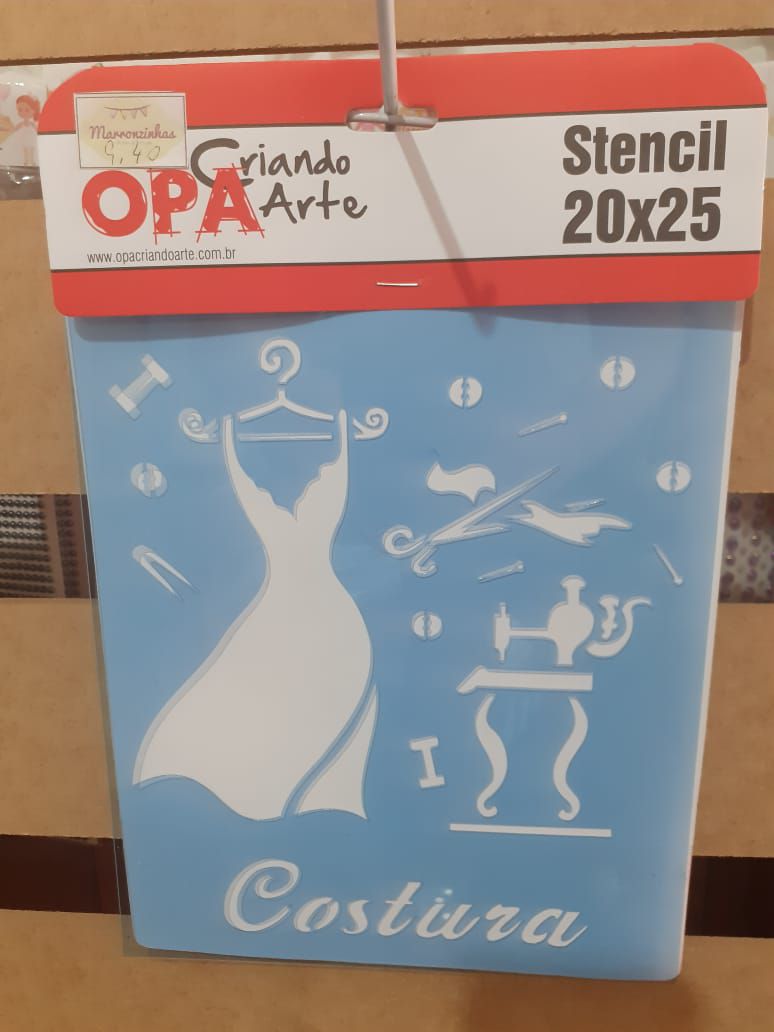 Marronzinhas
9,40
Criando
OPA Arte
www.opacriandoarte.com.br
Stencil
20x25
Costura